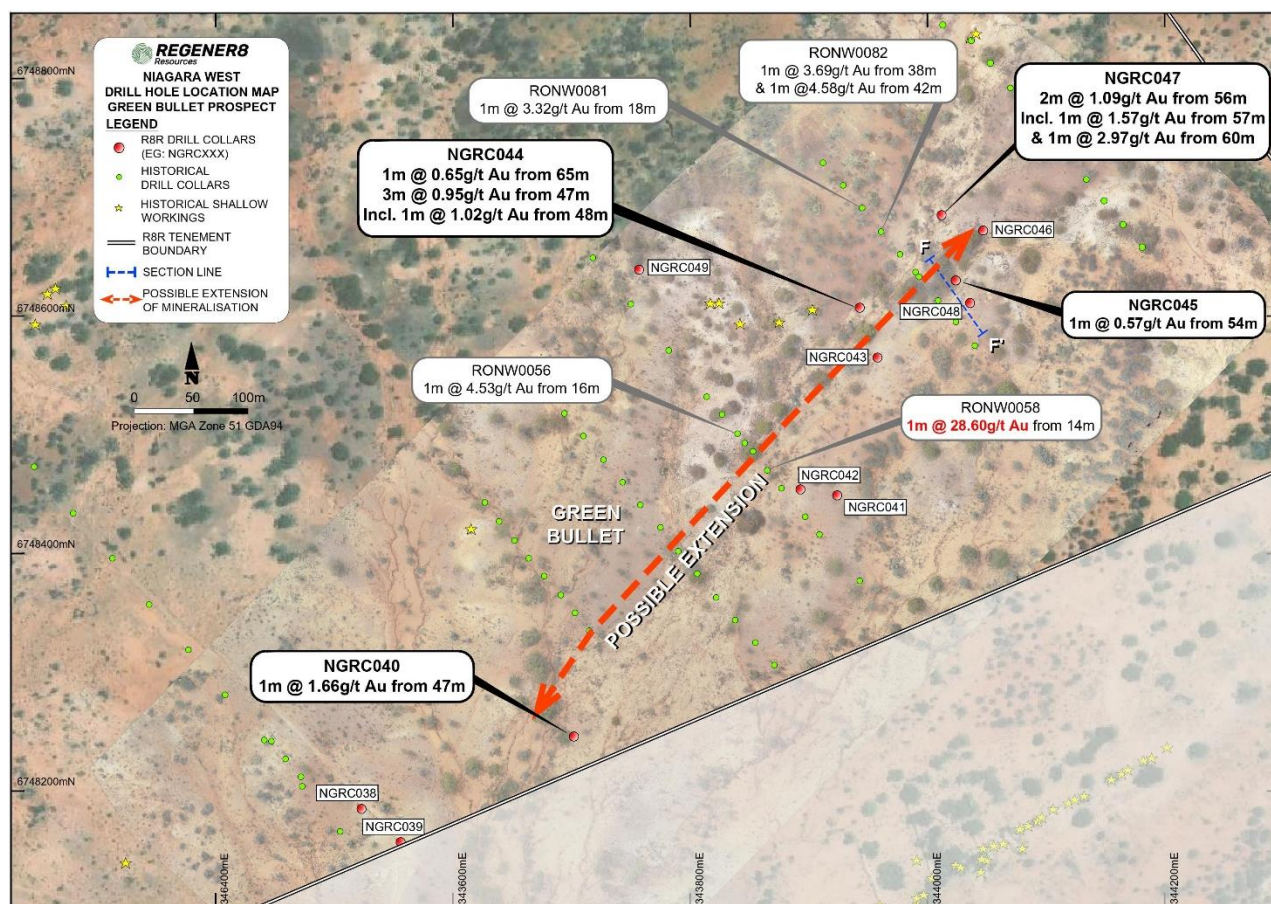 REGENER8
Resources
NIAGARA WEST
DRILL HOLE LOCATION MAP
GREEN BULLET PROSPECT
LEGEND
R8R DRILL COLLARS
(EG: NGRCXXX)
HISTORICAL
DRILL COLLARS
HISTORICAL SHALLOW
WORKINGS
R8R TENEMENT
BOUNDARY
SECTION LINE
POSSIBLE EXTENSION
OF MINERALISATION
N
0 50 100m
Projection: MGA Zone 51 GDA94
6748800mN
6748600mN
6748400mN
6748200mN
RONW0081
1m @ 3.32g/t Au from 18m
RONW0082
1m @ 3.69g/t Au from 38m
& 1m @4.58g/t Au from 42m
NGRC047
2m @ 1.09g/t Au from 56m
Incl. 1m @ 1.57g/t Au from 57m
& 1m @ 2.97g/t Au from 60m
NGRC044
1m @ 0.65g/t Au from 65m
3m @ 0.95g/t Au from 47m
Incl. 1m @ 1.02g/t Au from 48m
NGRC046
F
NGRC049
NGRC048
NGRC045
1m @ 0.57g/t Au from 54m
F'
NGRC043
RONW0056
1m @ 4.53g/t Au from 16m
RONW0058
1m @ 28.60g/t Au from 14m
NGRC042
NGRC041
GREEN
BULLET
POSSIBLE EXTENSION
NGRC040
1m @ 1.66g/t Au from 47m
NGRC038
NGRC039
346400mE
343600mE
343800mE
344000mE
344200mE